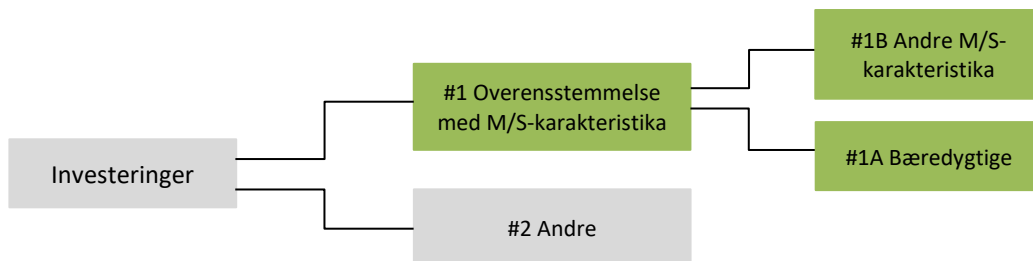 Investeringer
#1 Overensstemmelse
med M/S-karakteristika
#2 Andre
#1B Andre M/S-
karakteristika
#1A Bæredygtige